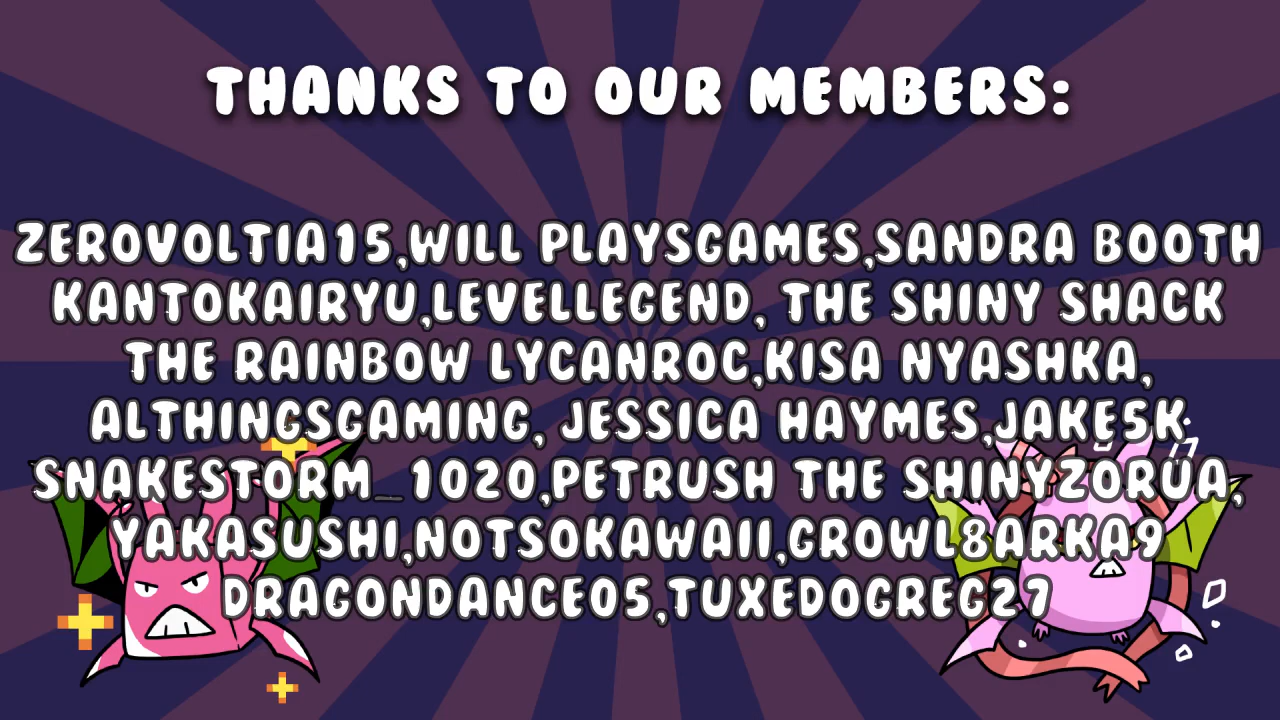 THANKS TO OUR MEMBERS:
ZEROVOLTIA15,WILL PLAYSGAMES,SANDRA BOOTH
KANTOKAIRYU,LEVELLEGEND, THE SHINY SHACK
THE RAINBOW LYCANROC,KISA NYASHKA,
ALTHINGSGAMING, JESSICA HAYMES,JAKE5K
SNAKESTORM_1020,PETRUSH THE SHINYZORUA,
YAKASUSHI,NOTSOKAWAII,GROWL8ARKA9
DRAGONDANCE05,TUXEDOGREG27